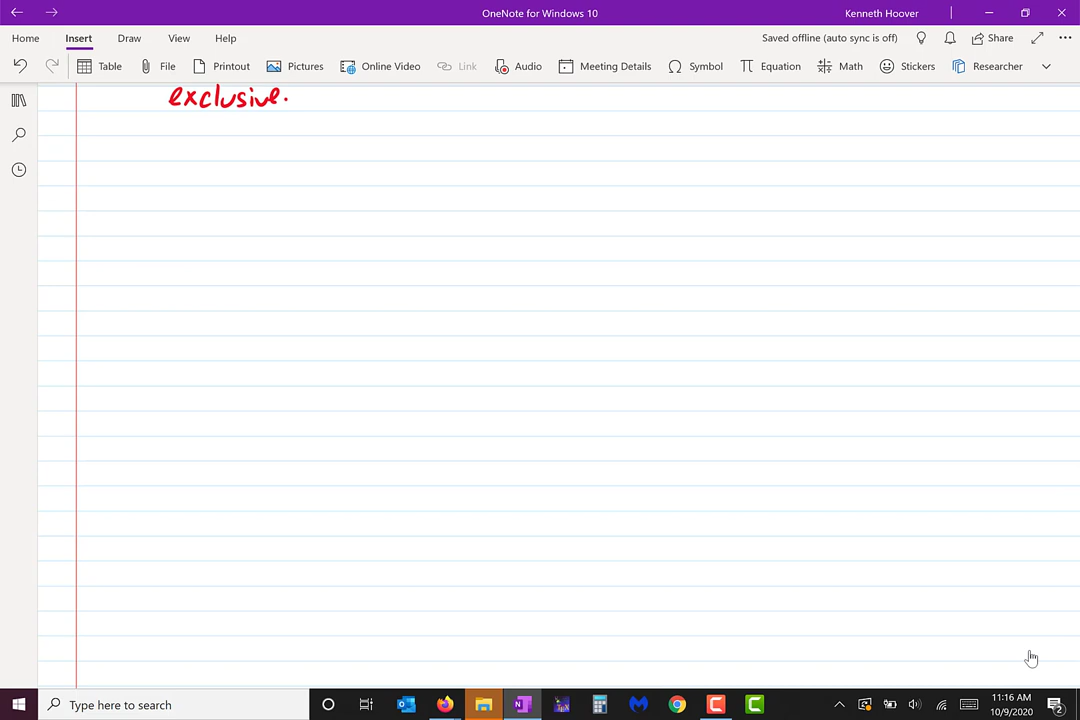 OneNote for Windows 10
Kenneth Hoover
Home Insert Draw View Help
Saved offline (auto sync is off)
Share
Table File Printout Pictures Online Video Link Audio Meeting Details Symbol Equation Math Stickers Researcher
exclusive.
Type here to search
11:16 AM
10/9/2020
2